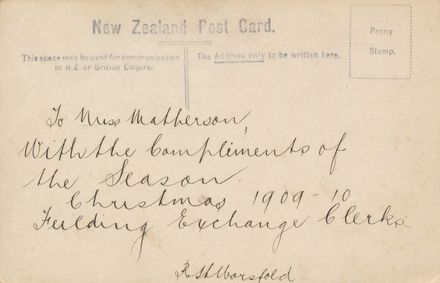 New Zealand Post Card.
This space may be used for communication
in N.Z. or British Empire.
The Address only to be written here.
Penny
Stamp.
To Miss Matherson
With the Compliments of
the Season
Christmas 1909-10
Feilding Exchange Clerks
Worsfold